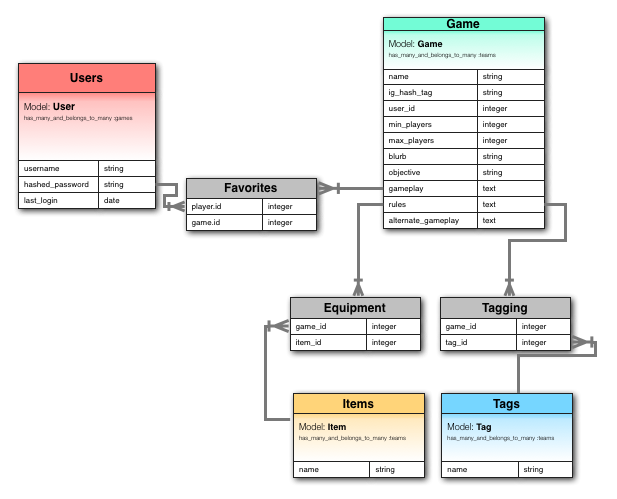 Game
Model: Game
has_many_and_belongs_to_many :teams
name string
ig_hash_tag string
user_id integer
min_players integer
max_players integer
blurb string
objective string
gameplay text
rules text
alternate_gameplay text
Users
Model: User
has_many_and_belongs_to_many :games
username string
hashed_password string
last_login date
Favorites
player.id integer
game.id integer
Equipment
game_id integer
item_id integer
Tagging
game_id integer
tag_id integer
Items
Model: Item
has_many_and_belongs_to_many :teams
name string
Tags
Model: Tag
has_many_and_belongs_to_many :teams
name string